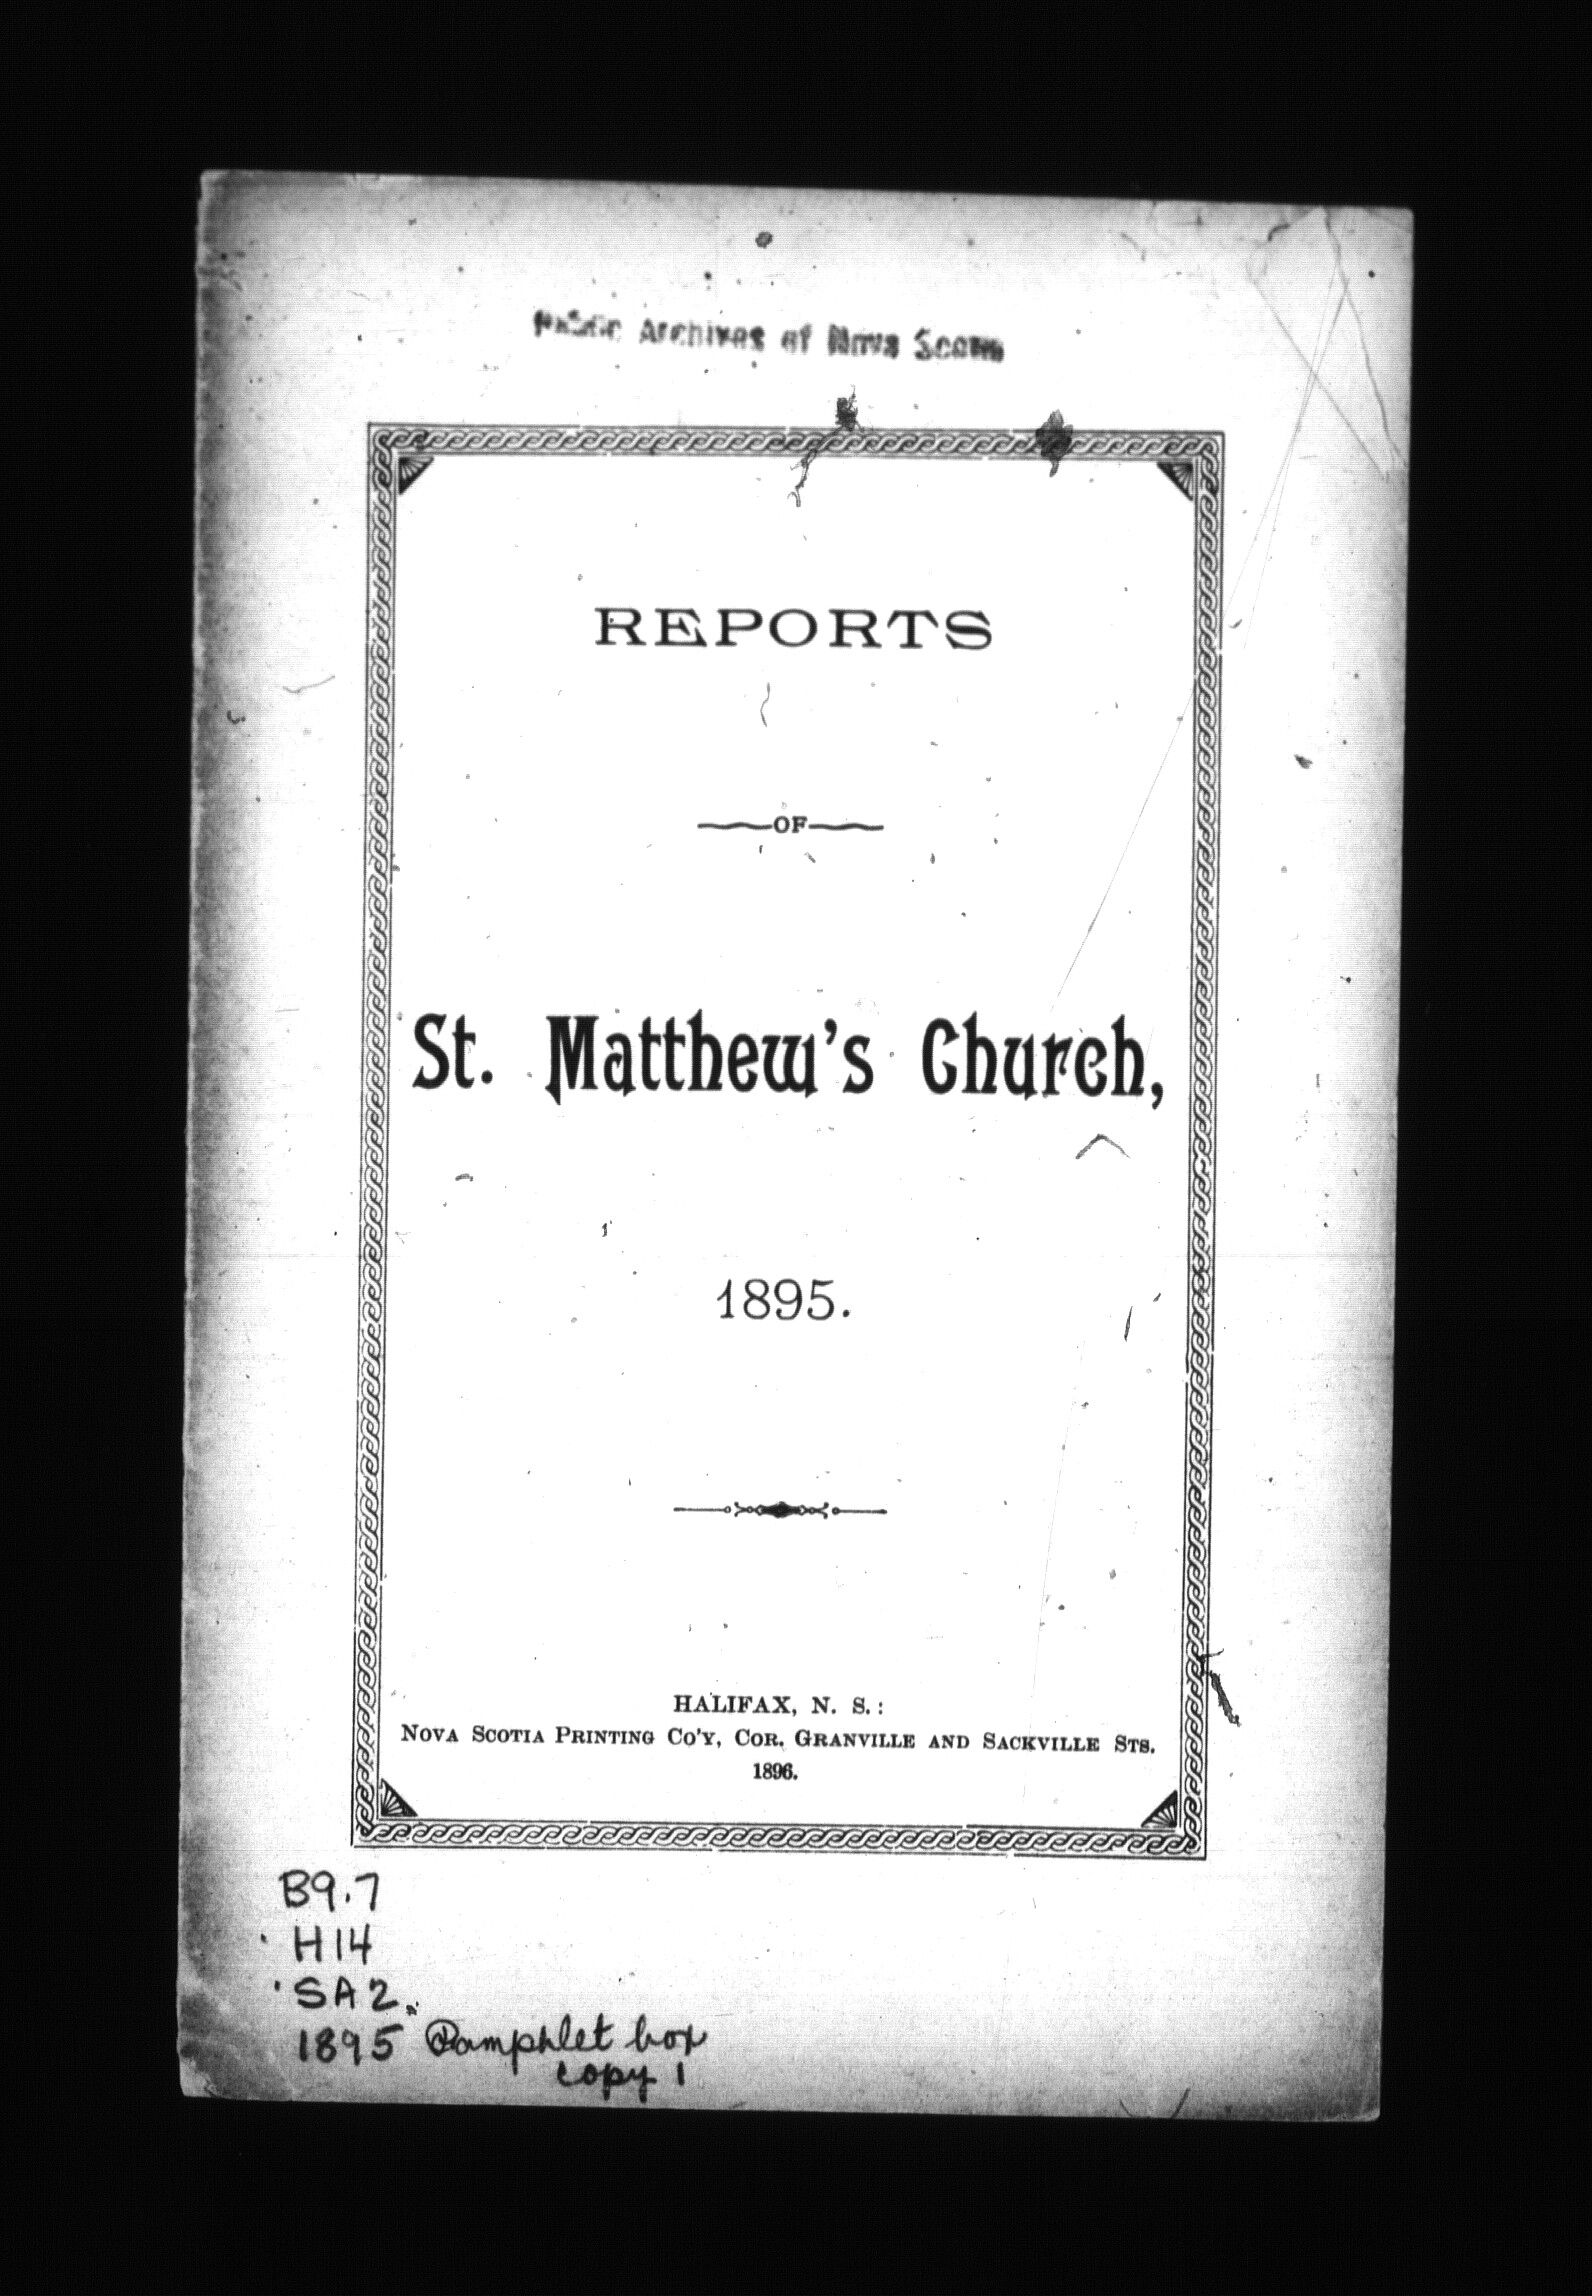 Public Archives of Nova Scotia
REPORTS
OF
St. Matthew's Church,
1895.
HALIFAX, N. S.:
NOVA SCOTIA PRINTING CO'Y, COR. GRANVILLE AND SACKVILLE STS.
1896.
B9.7
H14
SA2.
1895 Pamphlet box
copy 1